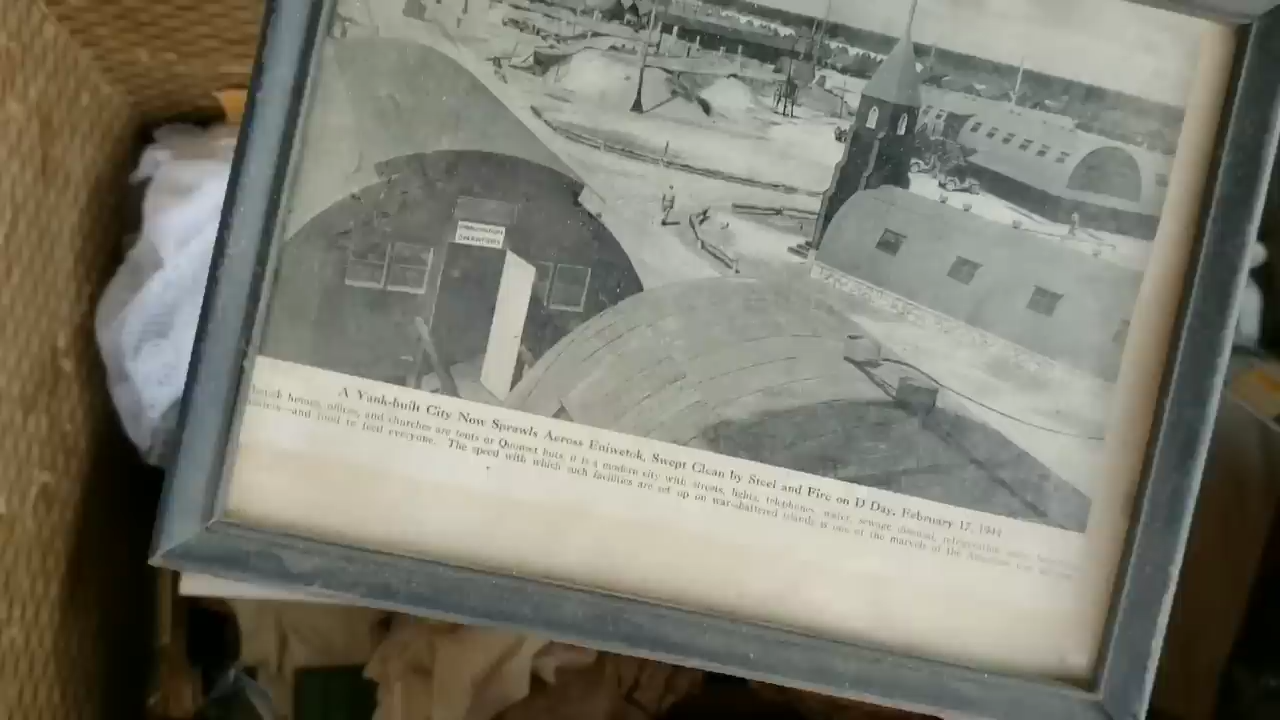 A Yank-built City Now Sprawls Across Eniwetok, Swept Clean by Steel and Fire on D Day, February 17, 1944
homes, offices, and churches are tents or Quonset huts, it is a modern city with streets, lights, telephones, water, sewage disposal, refrigeration
and food to feed everyone. The speed with which such facilities are set up on war-shattered islands is one of the marvels of the American